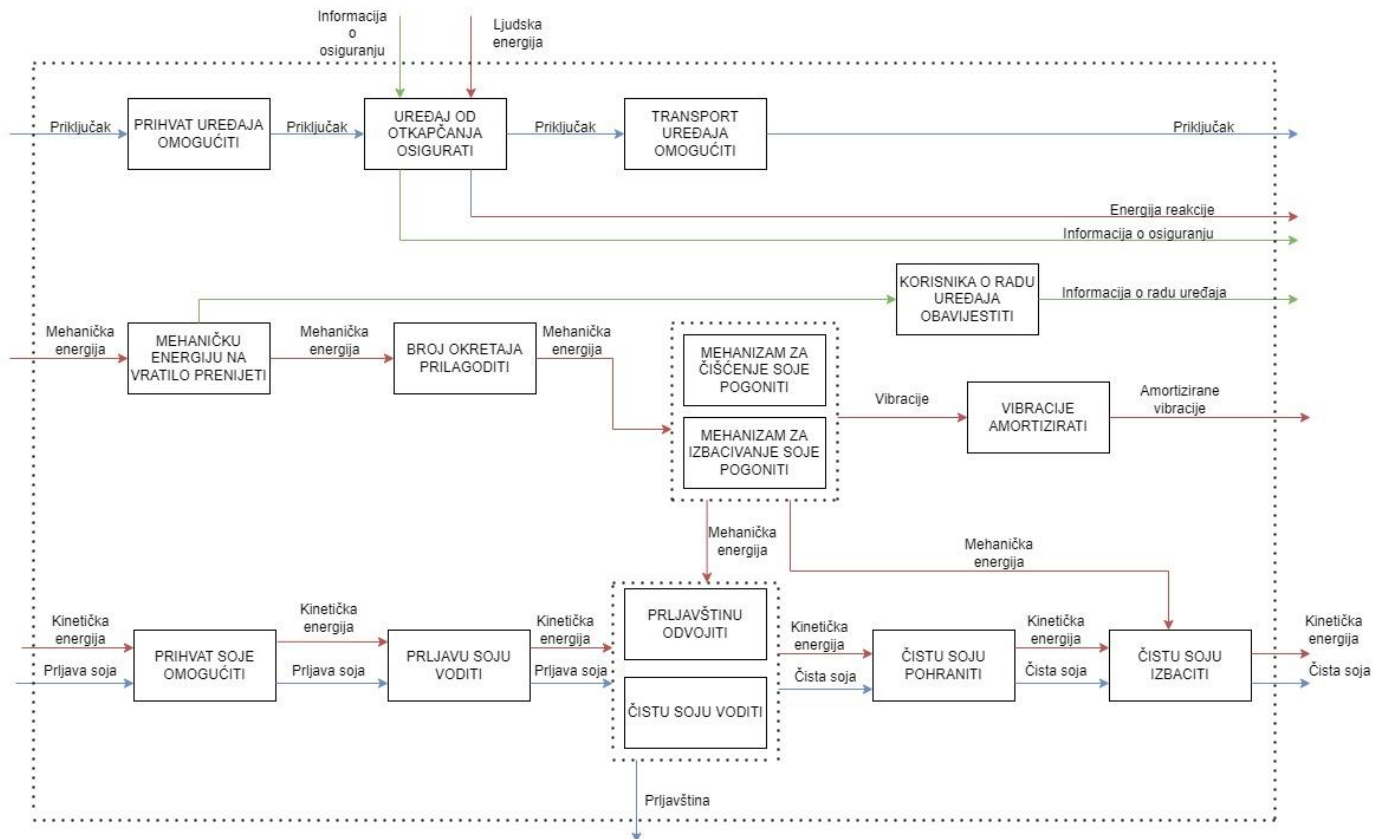 Informacija
o
osiguranju
Ljudska
energija
Priključak
PRIHVAT UREĐAJA
OMOGUĆITI
Priključak
UREĐAJ OD
OTKAPČANJA
OSIGURATI
Priključak
TRANSPORT
UREĐAJA
OMOGUĆITI
Priključak
Energija reakcije
Informacija o osiguranju
KORISNIKA O RADU
UREĐAJA
OBAVIJESTITI
Informacija o radu uređaja
Mehanička
energija
MEHANIČKU
ENERGIJU NA
VRATILO PRENIJETI
Mehanička
energija
BROJ OKRETAJA
PRILAGODITI
Mehanička
energija
MEHANIZAM ZA
ČIŠĆENJE SOJE
POGONITI
MEHANIZAM ZA
IZBACIVANJE SOJE
POGONITI
Vibracije
VIBRACIJE
AMORTIZIRATI
Amortizirane
vibracije
Mehanička
energija
Mehanička
energija
Kinetička
energija
Prljava soja
PRIHVAT SOJE
OMOGUĆITI
Kinetička
energija
Prljava soja
PRLJAVU SOJU
VODITI
Kinetička
energija
Prljava soja
PRLJAVŠTINU
ODVOJITI
ČISTU SOJU VODITI
Kinetička
energija
Čista soja
ČISTU SOJU
POHRANITI
Kinetička
energija
Čista soja
ČISTU SOJU
IZBACITI
Kinetička
energija
Čista soja
Prljavština